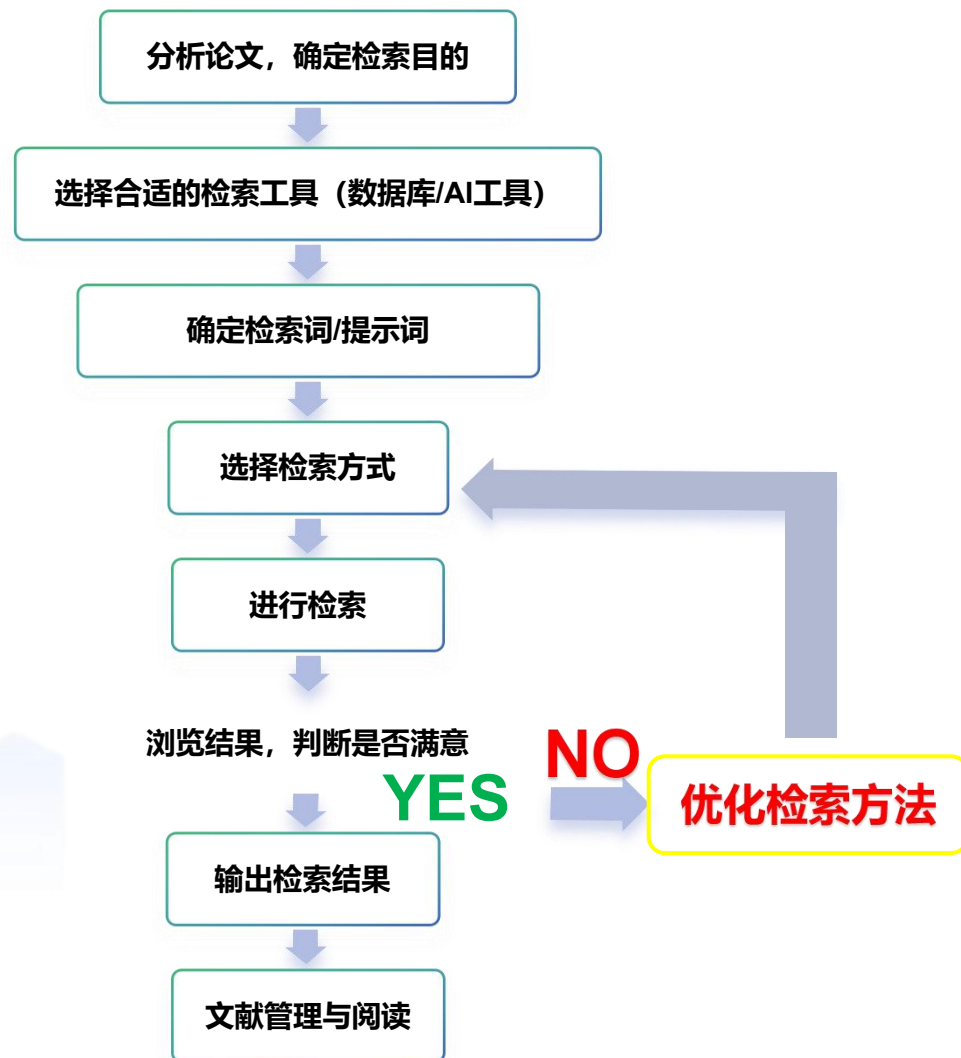 分析论文，确定检索目的
选择合适的检索工具（数据库/AI工具）
确定检索词/提示词
选择检索方式
进行检索
浏览结果，判断是否满意
YES
NO
优化检索方法
输出检索结果
文献管理与阅读